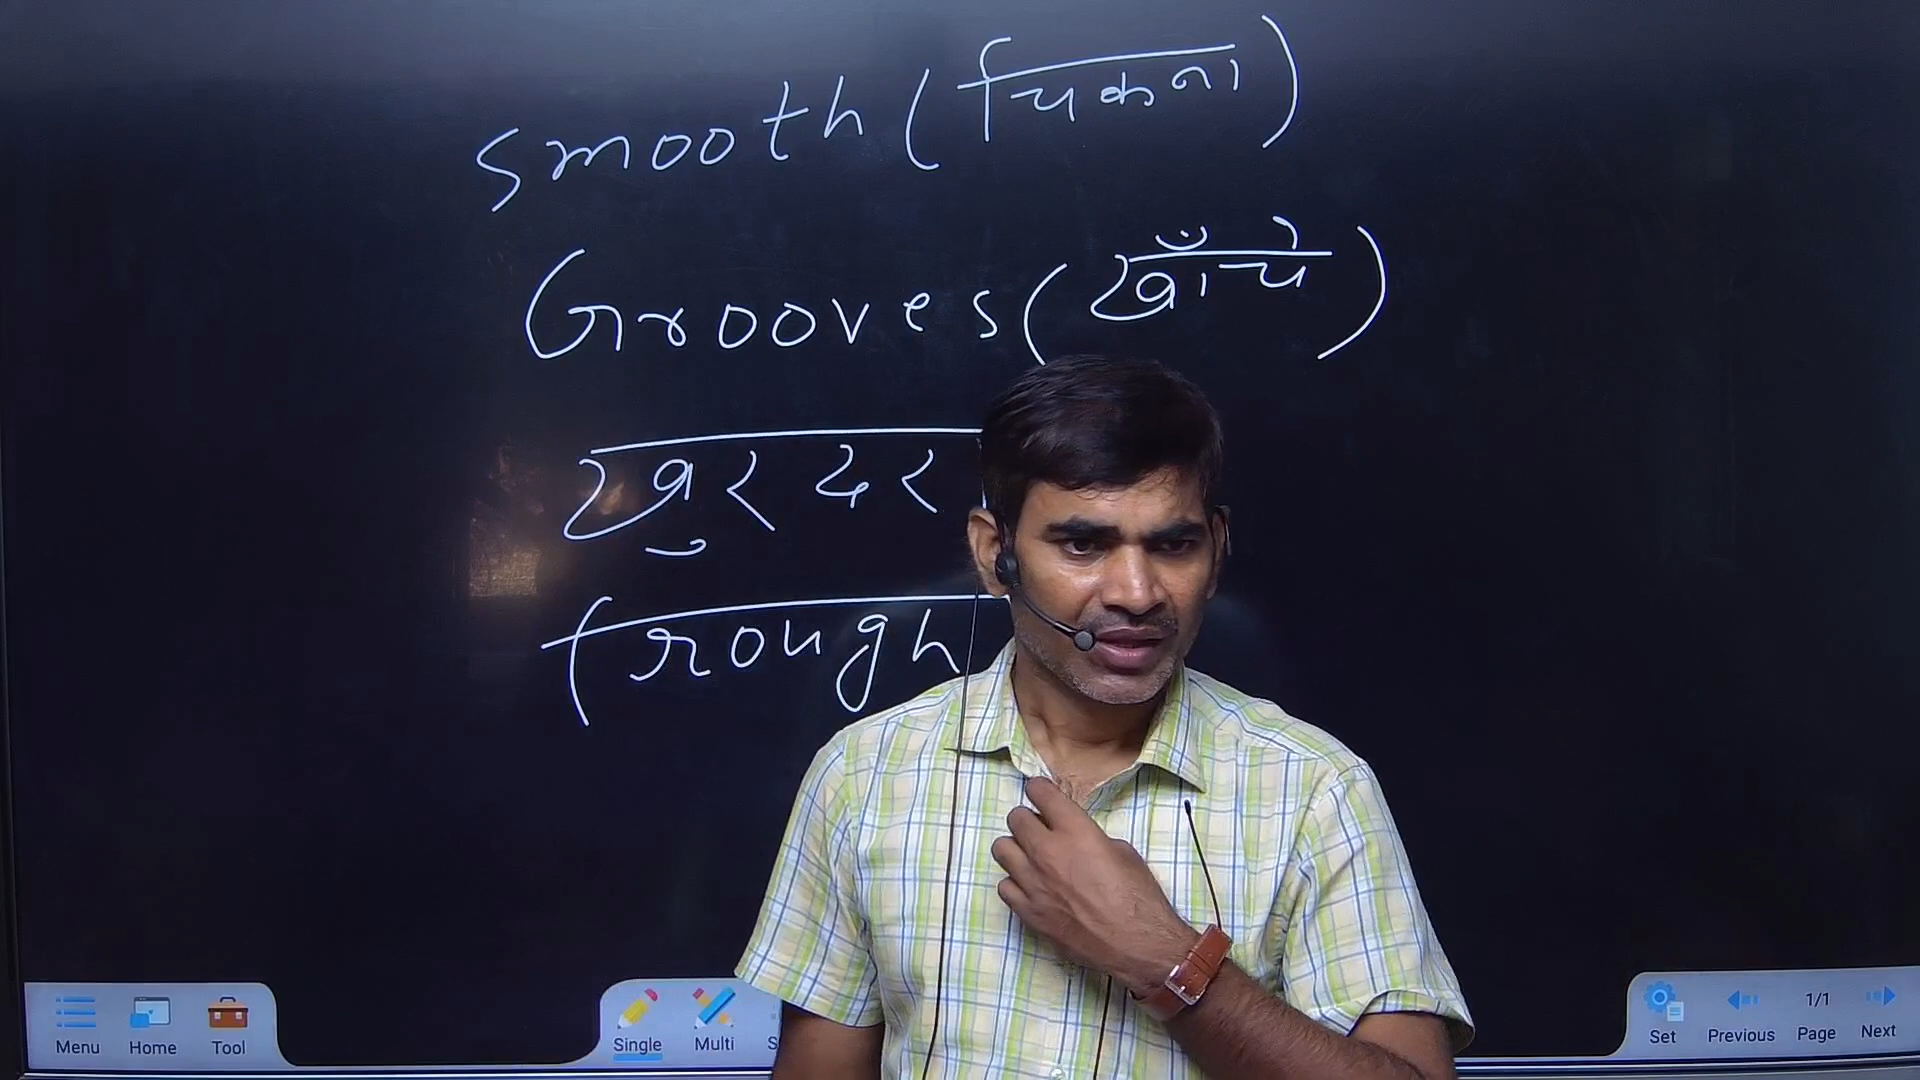 Smooth (चिकना)
Grooves (खाँचे)
खुरदर
(rough
Menu Home Tool
Single Multi
Set Previous 1/1 Page Next